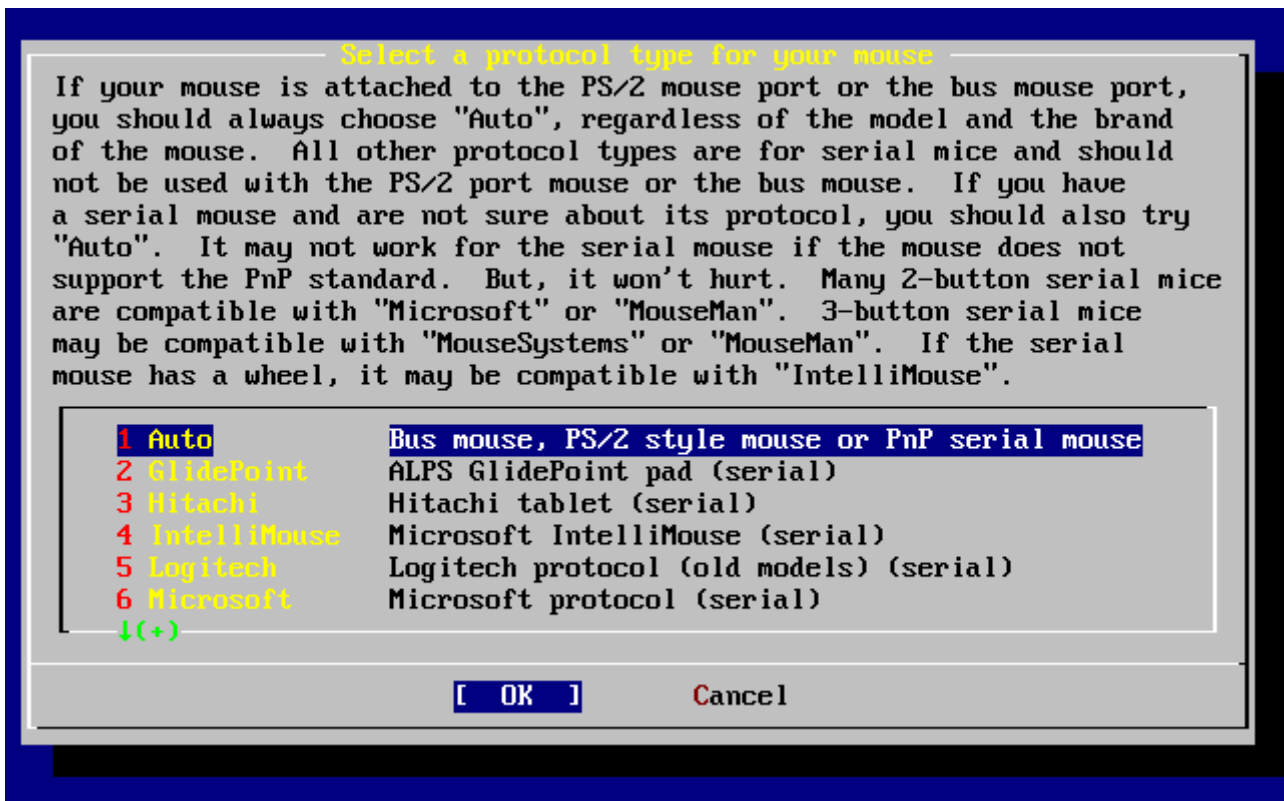 Select a protocol type for your mouse
If your mouse is attached to the PS/2 mouse port or the bus mouse port,
you should always choose "Auto", regardless of the model and the brand
of the mouse.  All other protocol types are for serial mice and should
not be used with the PS/2 port mouse or the bus mouse.  If you have
a serial mouse and are not sure about its protocol, you should also try
"Auto".  It may not work for the serial mouse if the mouse does not
support the PnP standard.  But, it won't hurt.  Many 2-button serial mice
are compatible with "Microsoft" or "MouseMan".  3-button serial mice
may be compatible with "MouseSystems" or "MouseMan".  If the serial
mouse has a wheel, it may be compatible with "IntelliMouse".
1 Auto Bus mouse, PS/2 style mouse or PnP serial mouse
2 GlidePoint ALPS GlidePoint pad (serial)
3 Hitachi Hitachi tablet (serial)
4 IntelliMouse Microsoft IntelliMouse (serial)
5 Logitech Logitech protocol (old models) (serial)
6 Microsoft Microsoft protocol (serial)
↓(+)
[  OK  ] Cancel